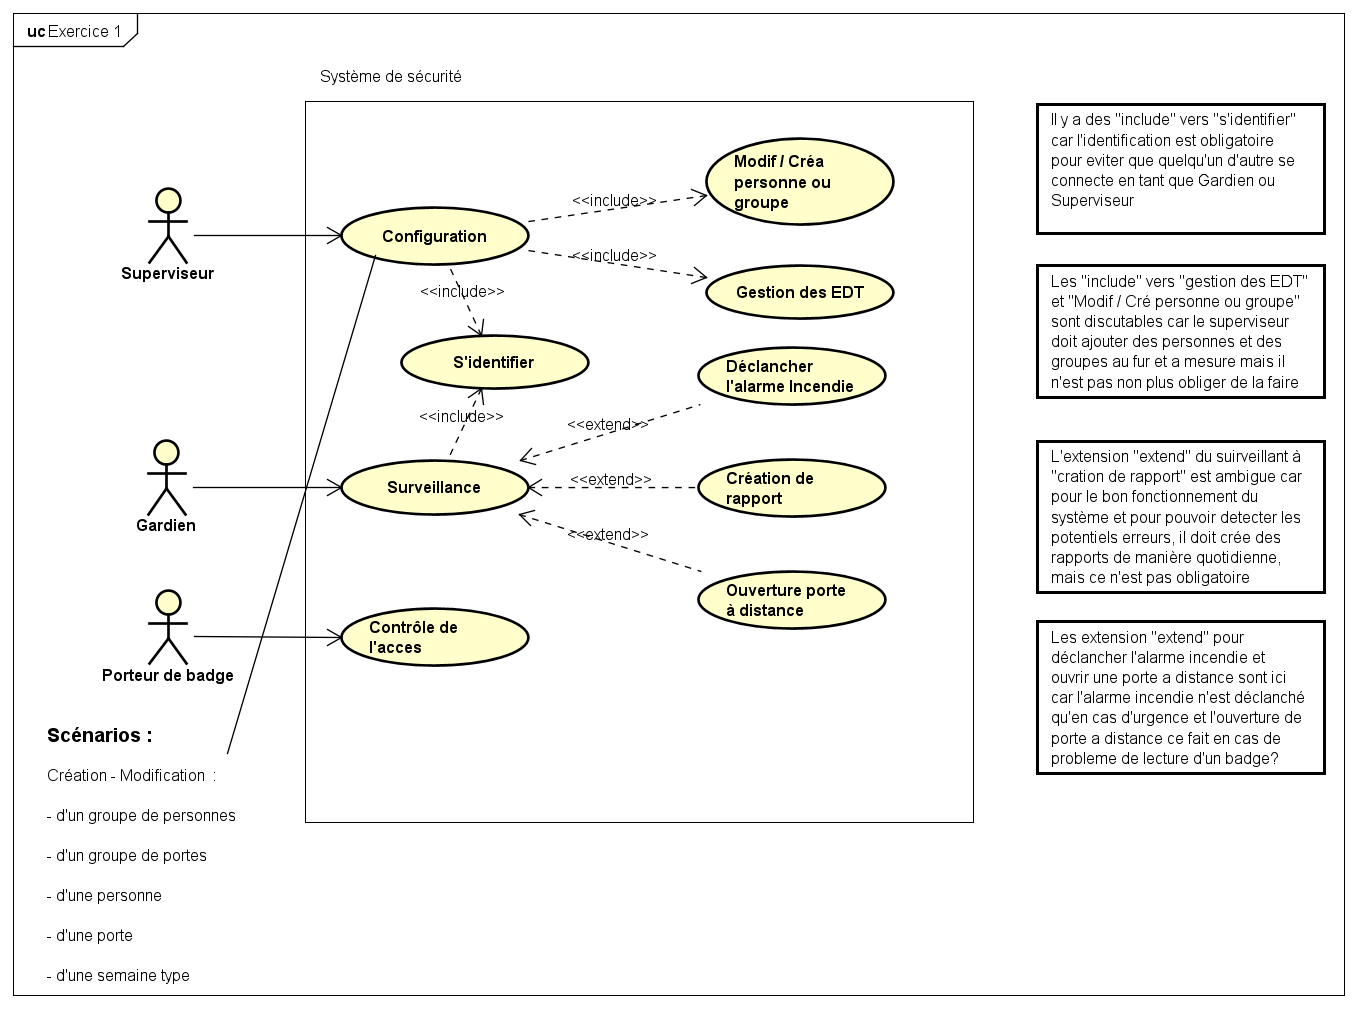 uc Exercice 1
Système de sécurité
Modif / Créa
personne ou
groupe
<<include>>
Configuration
Superviseur
<<include>>
Gestion des EDT
<<include>>
S'identifier
Déclancher
l'alarme Incendie
<<include>>
<<extend>>
Surveillance
<<extend>>
Création de
rapport
Gardien
<<extend>>
Ouverture porte
à distance
Contrôle de
l'acces
Porteur de badge
Scénarios :
Création - Modification :
- d'un groupe de personnes
- d'un groupe de portes
- d'une personne
- d'une porte
- d'une semaine type
Il y a des "include" vers "s'identifier"
car l'identification est obligatoire
pour eviter que quelqu'un d'autre se
connecte en tant que Gardien ou
Superviseur
Les "include" vers "gestion des EDT"
et "Modif / Cré personne ou groupe"
sont discutables car le superviseur
doit ajouter des personnes et des
groupes au fur et a mesure mais il
n'est pas non plus obliger de la faire
L'extension "extend" du suirveillant à
"cration de rapport" est ambigue car
pour le bon fonctionnement du
système et pour pouvoir detecter les
potentiels erreurs, il doit crée des
rapports de manière quotidienne,
mais ce n'est pas obligatoire
Les extension "extend" pour
déclancher l'alarme incendie et
ouvrir une porte a distance sont ici
car l'alarme incendie n'est déclanché
qu'en cas d'urgence et l'ouverture de
porte a distance ce fait en cas de
probleme de lecture d'un badge?